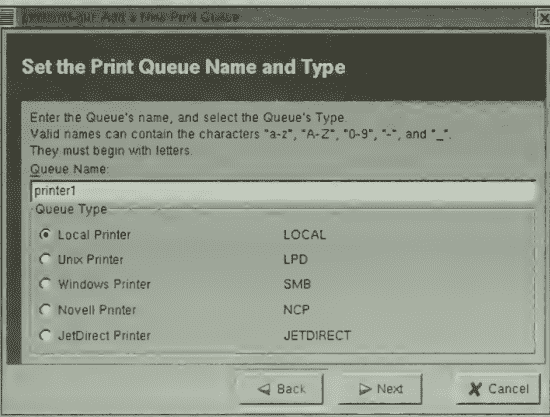 printconf-gui Add a New Print Queue
Set the Print Queue Name and Type
Enter the Queue's name, and select the Queue's Type.
Valid names can contain the characters "a-z", "A-Z", "0-9", "-", and "_".
They must begin with letters.
Queue Name:
printer1
Queue Type
Local Printer LOCAL
Unix Printer LPD
Windows Printer SMB
Novell Printer NCP
JetDirect Printer JETDIRECT
Back Next Cancel